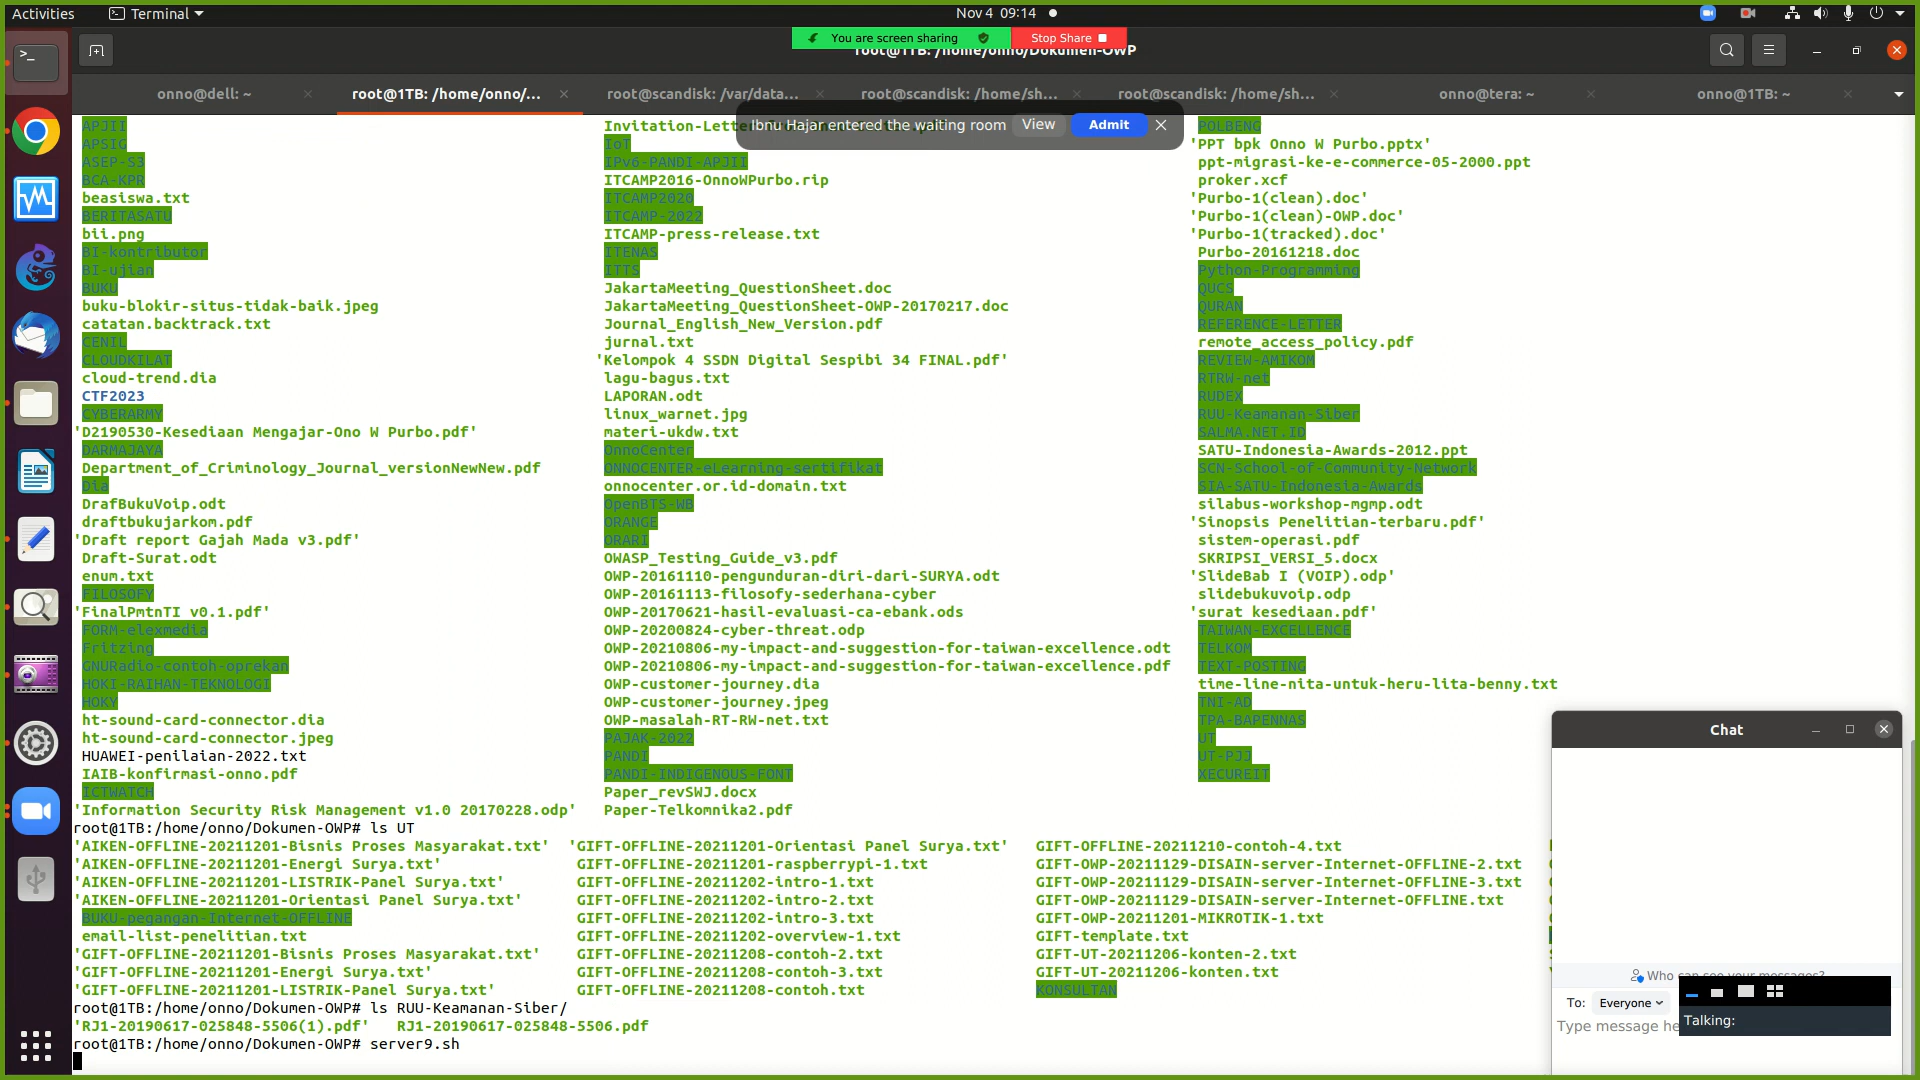 Activities Terminal Nov 4 09:14
You are screen sharing Stop Share
root@1TB: /home/onno/Dokumen-OWP
onno@dell: ~ root@1TB: /home/onno/... root@scandisk: /var/data... root@scandisk: /home/sh... root@scandisk: /home/sh... onno@tera: ~ onno@1TB: ~
Ibnu Hajar entered the waiting room View Admit
APJII Invitation-Lett POLBENG
APSIG IoT 'PPT bpk Onno W Purbo.pptx'
ASEP-S3 IPv6-PANDI-APJII ppt-migrasi-ke-e-commerce-05-2000.ppt
BCA-KPR ITCAMP2016-OnnoWPurbo.rip proker.xcf
beasiswa.txt ITCAMP2020 'Purbo-1(clean).doc'
BERITASATU ITCAMP-2022 'Purbo-1(clean)-OWP.doc'
bii.png ITCAMP-press-release.txt 'Purbo-1(tracked).doc'
BI-kontributor ITENAS Purbo-20161218.doc
BI-ujian ITTS Python-Programming
BUKU JakartaMeeting_QuestionSheet.doc QUCS
buku-blokir-situs-tidak-baik.jpeg JakartaMeeting_QuestionSheet-OWP-20170217.doc QURAN
catatan.backtrack.txt Journal_English_New_Version.pdf REFERENCE-LETTER
CENIL jurnal.txt remote_access_policy.pdf
CLOUDKILAT 'Kelompok 4 SSDN Digital Sespibi 34 FINAL.pdf' REVIEW-AMIKOM
cloud-trend.dia lagu-bagus.txt RTRW-net
CTF2023 LAPORAN.odt RUDEX
CYBERARMY linux_warnet.jpg RUU-Keamanan-Siber
'D2190530-Kesediaan Mengajar-Ono W Purbo.pdf' materi-ukdw.txt SALMA.NET.ID
DARMAJAYA OnnoCenter SATU-Indonesia-Awards-2012.ppt
Department_of_Criminology_Journal_versionNewNew.pdf ONNOCENTER-eLearning-sertifikat SCN-School-of-Community-Network
Dia onnocenter.or.id-domain.txt SIA-SATU-Indonesia-Awards
DrafBukuVoip.odt OpenBTS-WB silabus-workshop-mgmp.odt
draftbukujarkom.pdf ORANGE 'Sinopsis Penelitian-terbaru.pdf'
'Draft report Gajah Mada v3.pdf' ORARI sistem-operasi.pdf
Draft-Surat.odt OWASP_Testing_Guide_v3.pdf SKRIPSI_VERSI_5.docx
enum.txt OWP-20161110-pengunduran-diri-dari-SURYA.odt 'SlideBab I (VOIP).odp'
FILOSOFY OWP-20161113-filosofy-sederhana-cyber slidebukuvoip.odp
'FinalPmtnTI v0.1.pdf' OWP-20170621-hasil-evaluasi-ca-ebank.ods 'surat kesediaan.pdf'
FORM-elexmedia OWP-20200824-cyber-threat.odp TAIWAN-EXCELLENCE
Fritzing OWP-20210806-my-impact-and-suggestion-for-taiwan-excellence.odt TELKOM
GNURadio-contoh-oprekan OWP-20210806-my-impact-and-suggestion-for-taiwan-excellence.pdf TEXT-POSTING
HOKI-RAIHAN-TEKNOLOGI OWP-customer-journey.dia time-line-nita-untuk-heru-lita-benny.txt
HOKY OWP-customer-journey.jpeg TNI-AD
ht-sound-card-connector.dia OWP-masalah-RT-RW-net.txt TPA-BAPENNAS
ht-sound-card-connector.jpeg PAJAK-2022 UT
HUAWEI-penilaian-2022.txt PANDI UT-PJJ
IAIB-konfirmasi-onno.pdf PANDI-INDIGENOUS-FONT XECUREIT
ICTWATCH Paper_revSWJ.docx
'Information Security Risk Management v1.0 20170228.odp' Paper-Telkomnika2.pdf
root@1TB:/home/onno/Dokumen-OWP# ls UT
'AIKEN-OFFLINE-20211201-Bisnis Proses Masyarakat.txt' 'GIFT-OFFLINE-20211201-Orientasi Panel Surya.txt' GIFT-OFFLINE-20211210-contoh-4.txt
'AIKEN-OFFLINE-20211201-Energi Surya.txt' GIFT-OFFLINE-20211201-raspberrypi-1.txt GIFT-OWP-20211129-DISAIN-server-Internet-OFFLINE-2.txt
'AIKEN-OFFLINE-20211201-LISTRIK-Panel Surya.txt' GIFT-OFFLINE-20211202-intro-1.txt GIFT-OWP-20211129-DISAIN-server-Internet-OFFLINE-3.txt
'AIKEN-OFFLINE-20211201-Orientasi Panel Surya.txt' GIFT-OFFLINE-20211202-intro-2.txt GIFT-OWP-20211129-DISAIN-server-Internet-OFFLINE.txt
BUKU-pegangan-Internet-OFFLINE GIFT-OFFLINE-20211202-intro-3.txt GIFT-OWP-20211201-MIKROTIK-1.txt
email-list-penelitian.txt GIFT-OFFLINE-20211202-overview-1.txt GIFT-template.txt
'GIFT-OFFLINE-20211201-Bisnis Proses Masyarakat.txt' GIFT-OFFLINE-20211208-contoh-2.txt GIFT-UT-20211206-konten-2.txt
'GIFT-OFFLINE-20211201-Energi Surya.txt' GIFT-OFFLINE-20211208-contoh-3.txt GIFT-UT-20211206-konten.txt
'GIFT-OFFLINE-20211201-LISTRIK-Panel Surya.txt' GIFT-OFFLINE-20211208-contoh.txt KONSULTAN
root@1TB:/home/onno/Dokumen-OWP# ls RUU-Keamanan-Siber/
'RJ1-20190617-025848-5506(1).pdf' RJ1-20190617-025848-5506.pdf
root@1TB:/home/onno/Dokumen-OWP# server9.sh
Chat
Who can see your messages?
To: Everyone
Type message he
Talking: